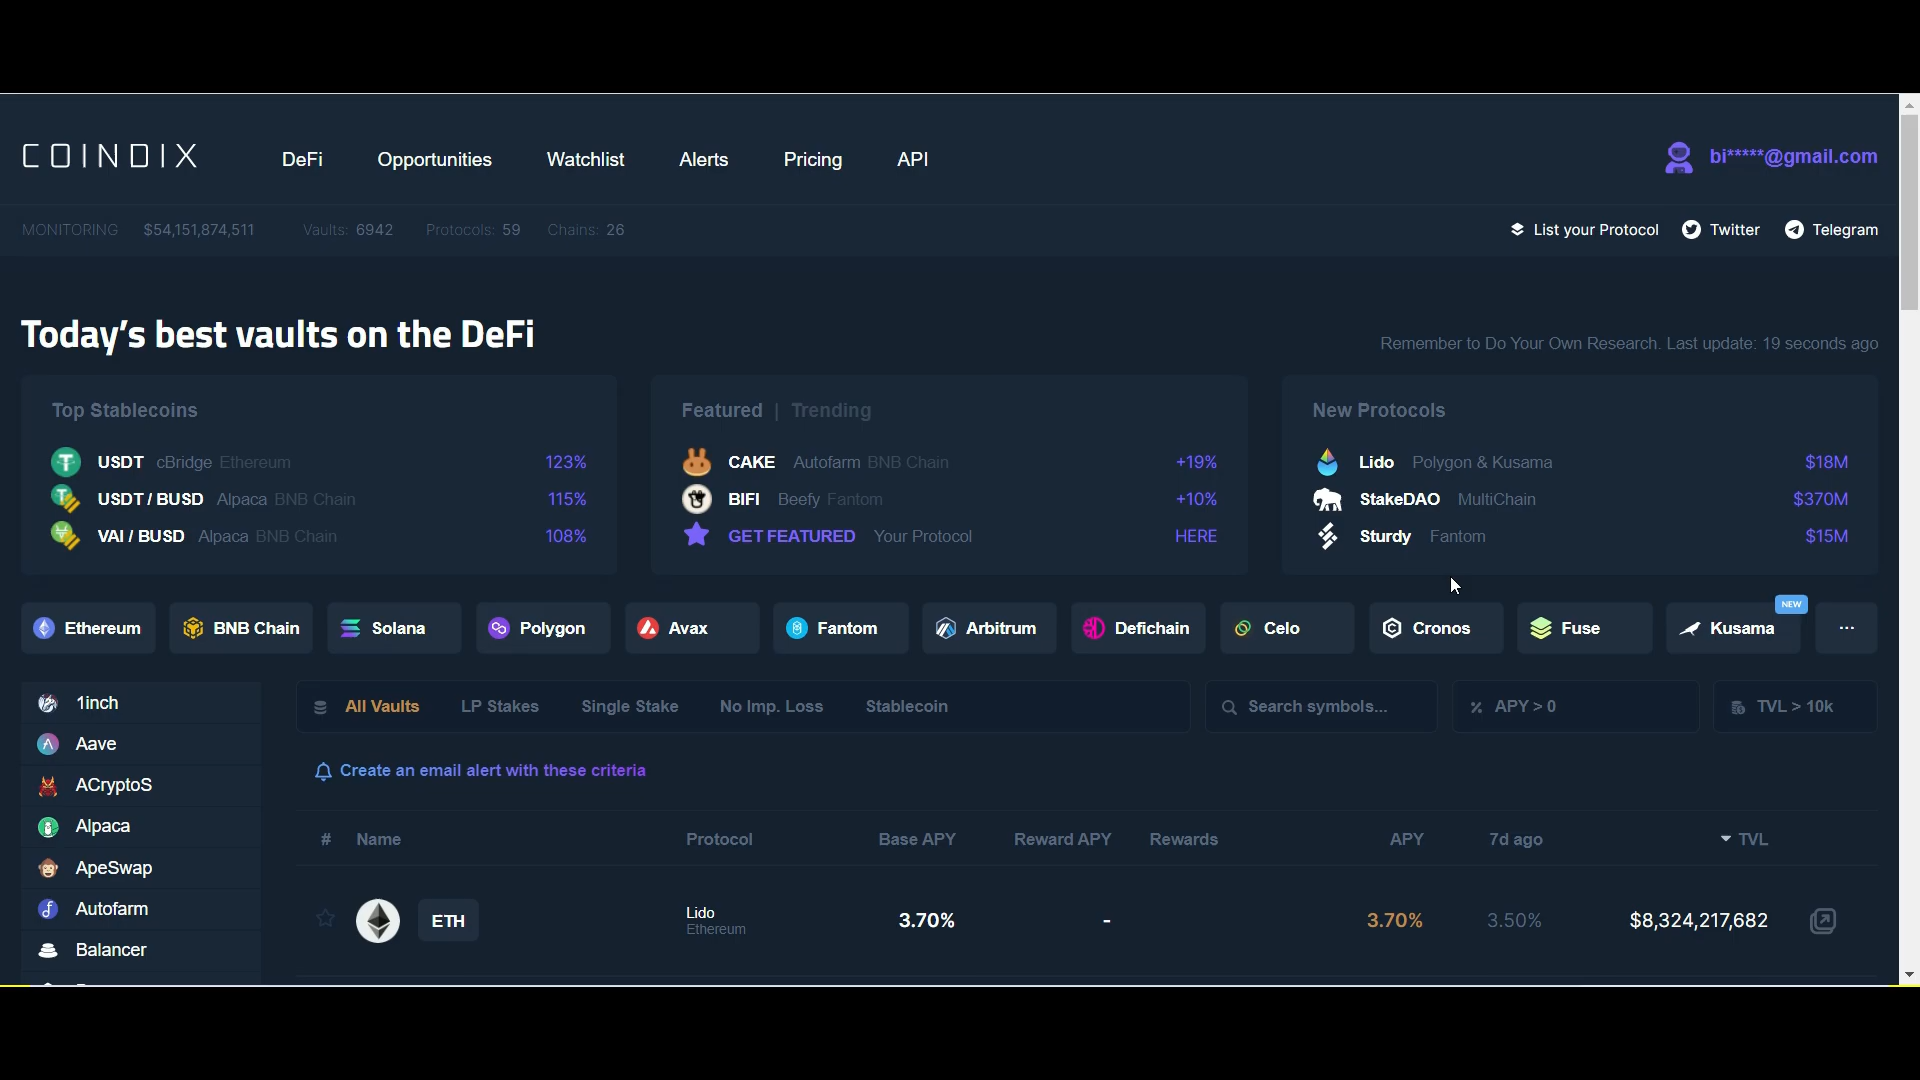 COINDIX DeFi Opportunities Watchlist Alerts Pricing API bi*****@gmail.com
MONITORING $54,151,874,511 Vaults: 6942 Protocols: 59 Chains: 26 List your Protocol Twitter Telegram
Today's best vaults on the DeFi
Remember to Do Your Own Research. Last update: 19 seconds ago
Top Stablecoins
USDT cBridge Ethereum 123%
USDT / BUSD Alpaca BNB Chain 115%
VAI / BUSD Alpaca BNB Chain 108%
Featured | Trending
CAKE Autofarm BNB Chain +19%
BIFI Beefy Fantom +10%
GET FEATURED Your Protocol HERE
New Protocols
Lido Polygon & Kusama $18M
StakeDAO MultiChain $370M
Sturdy Fantom $15M
NEW
Ethereum BNB Chain Solana Polygon Avax Fantom Arbitrum Defichain Celo Cronos Fuse Kusama ...
1inch
Aave
ACryptoS
Alpaca
ApeSwap
Autofarm
Balancer
All Vaults LP Stakes Single Stake No Imp. Loss Stablecoin Search symbols... % APY > 0 TVL > 10k
Create an email alert with these criteria
# Name Protocol Base APY Reward APY Rewards APY 7d ago TVL
ETH Lido 3.70% - 3.70% 3.50% $8,324,217,682
Ethereum